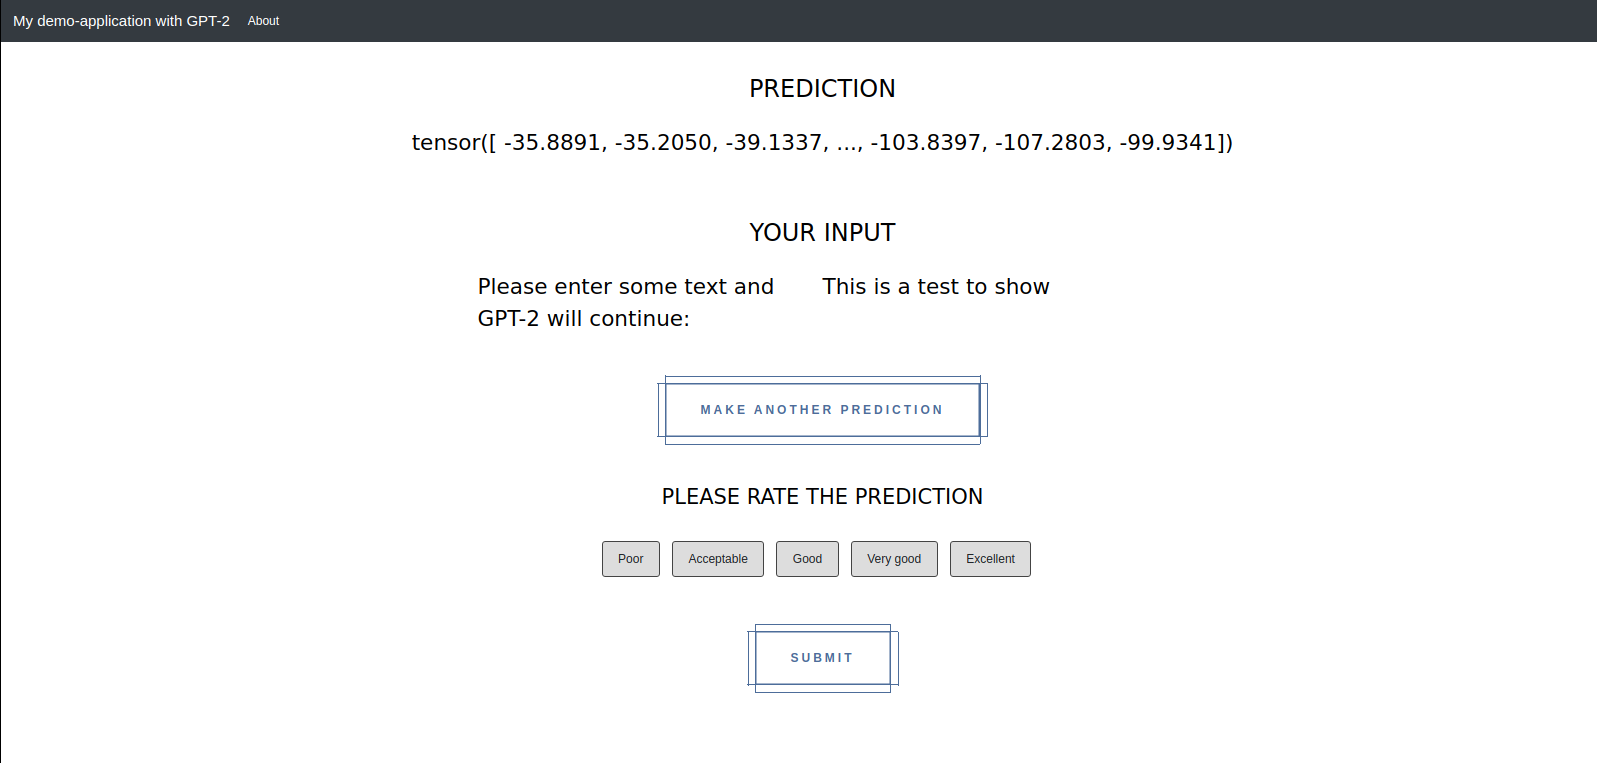 My demo-application with GPT-2 About
PREDICTION
tensor([ -35.8891, -35.2050, -39.1337, ..., -103.8397, -107.2803, -99.9341])
YOUR INPUT
Please enter some text and
GPT-2 will continue:
This is a test to show
MAKE ANOTHER PREDICTION
PLEASE RATE THE PREDICTION
Poor Acceptable Good Very good Excellent
SUBMIT